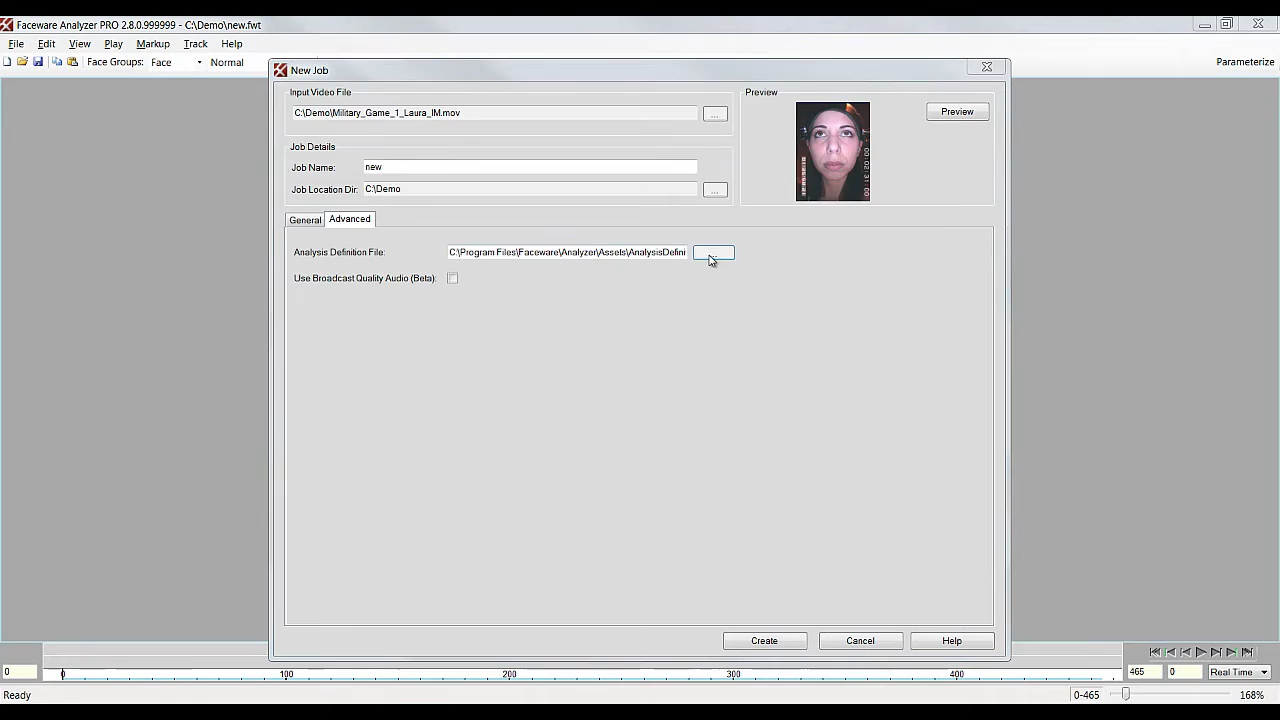 Faceware Analyzer PRO 2.8.0.999999 - C:\Demo\new.fwt
File Edit View Play Markup Track Help
Face Groups: Face Normal Parameterize
New Job
Input Video File
C:\Demo\Military_Game_1_Laura_IM.mov ...
Preview
Preview
Job Details
Job Name: new
Job Location Dir: C:\Demo ...
General Advanced
Analysis Definition File: C:\Program Files\Faceware\Analyzer\Assets\AnalysisDefini ...
Use Broadcast Quality Audio (Beta):
Create Cancel Help
0 0 100 200 300 400 465 0 Real Time
Ready 0-465 168%